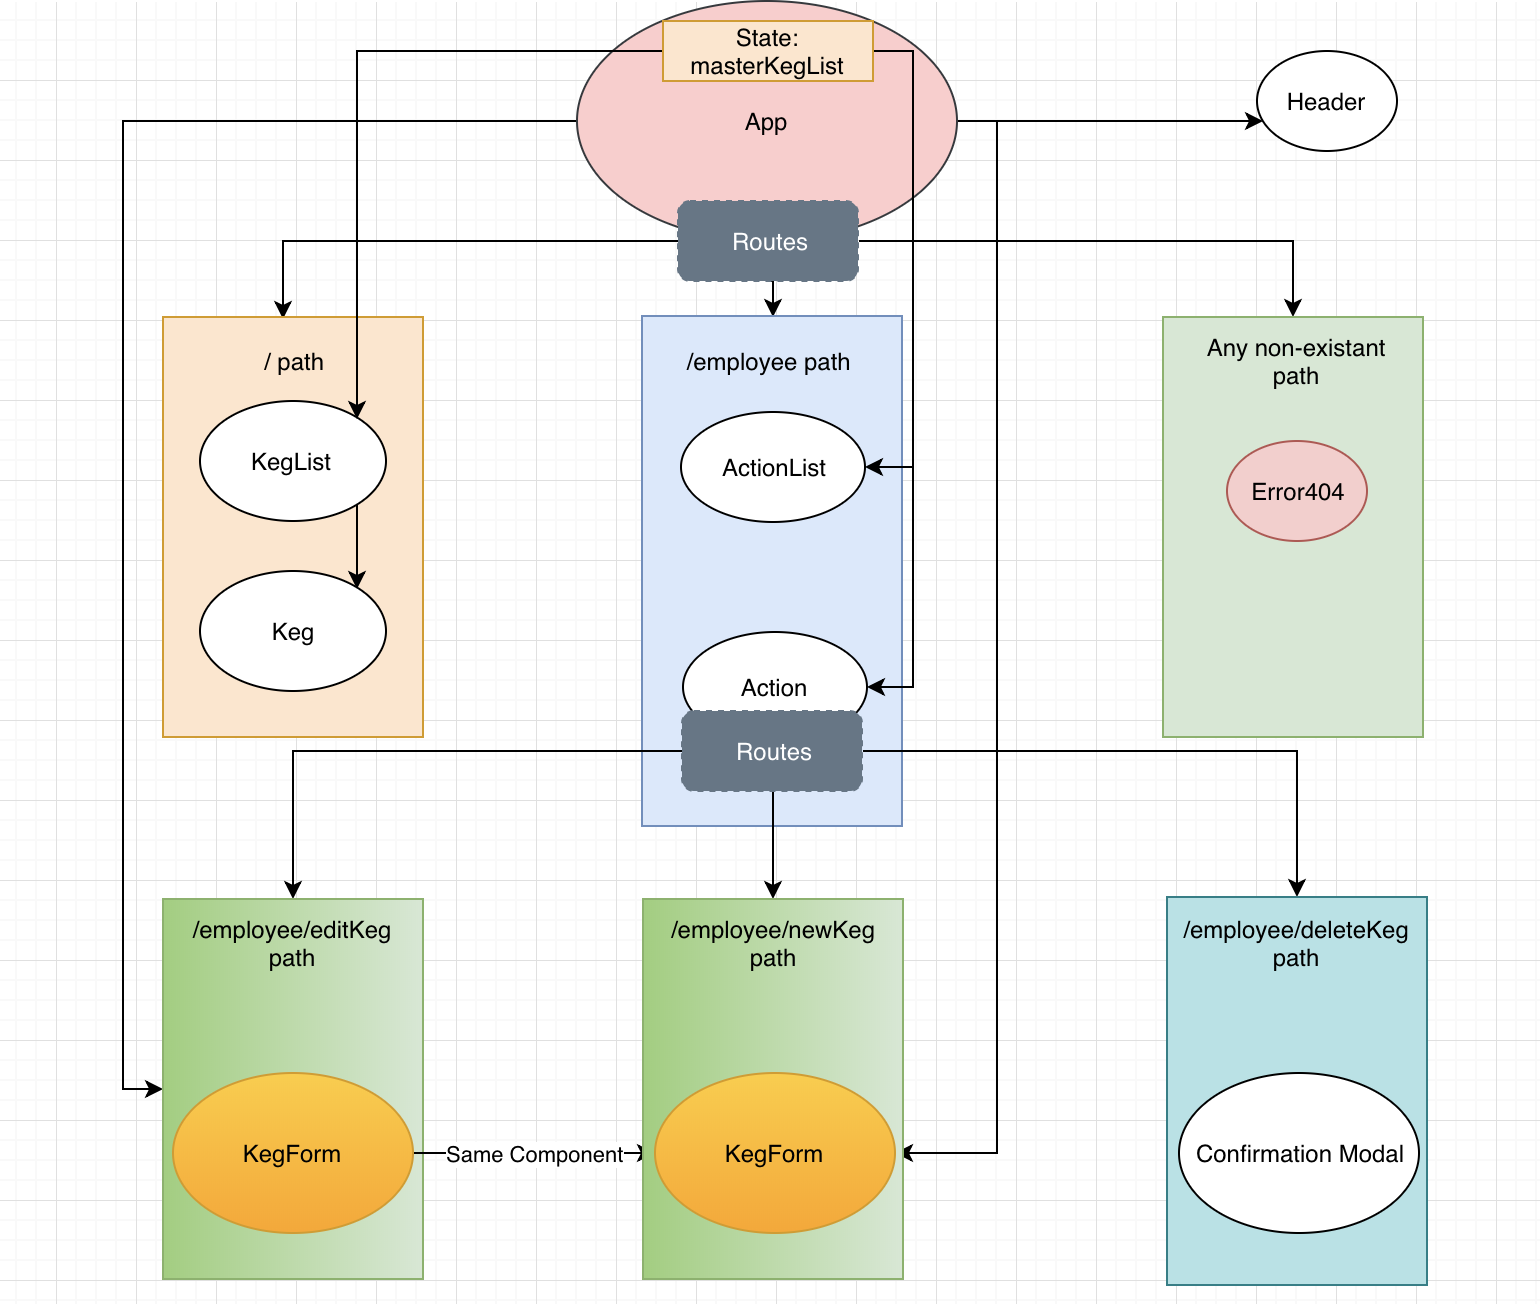 State:
masterKegList
App
Header
Routes
/ path
KegList
Keg
/employee path
ActionList
Action
Routes
Any non-existant
path
Error404
/employee/editKeg
path
KegForm
Same Component
/employee/newKeg
path
KegForm
/employee/deleteKeg
path
Confirmation Modal